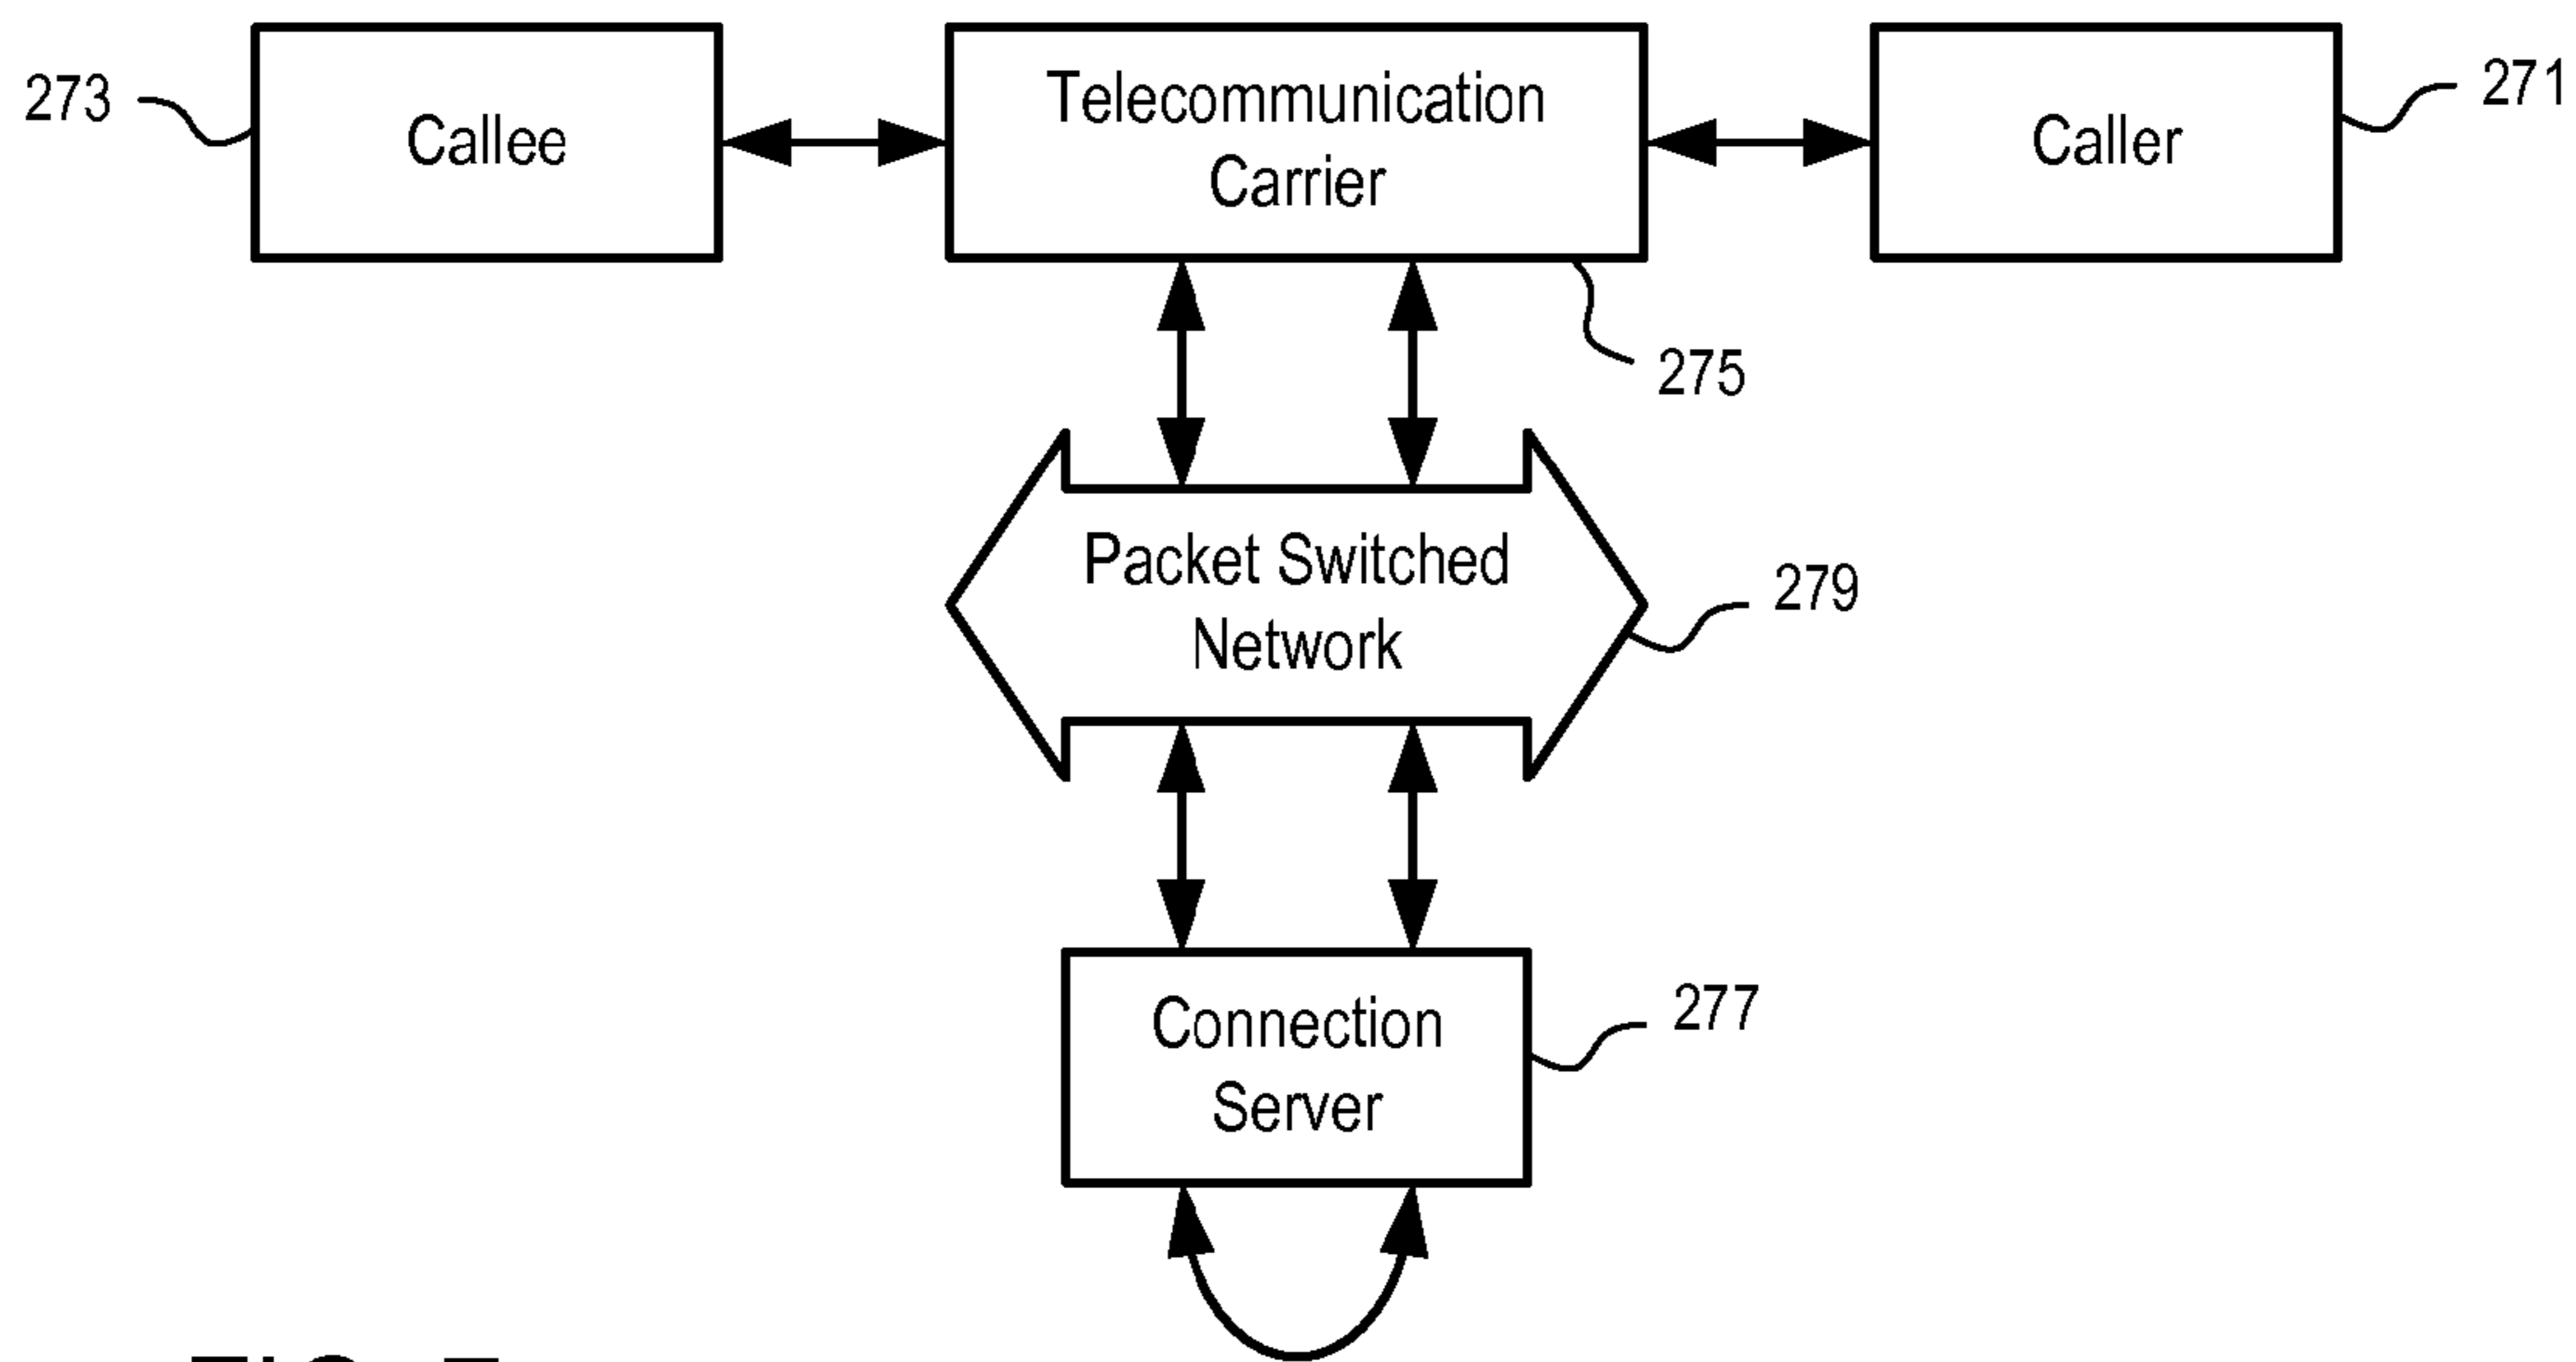 273
Callee
Telecommunication
Carrier
Caller
271
275
Packet Switched
Network
279
Connection
Server
277